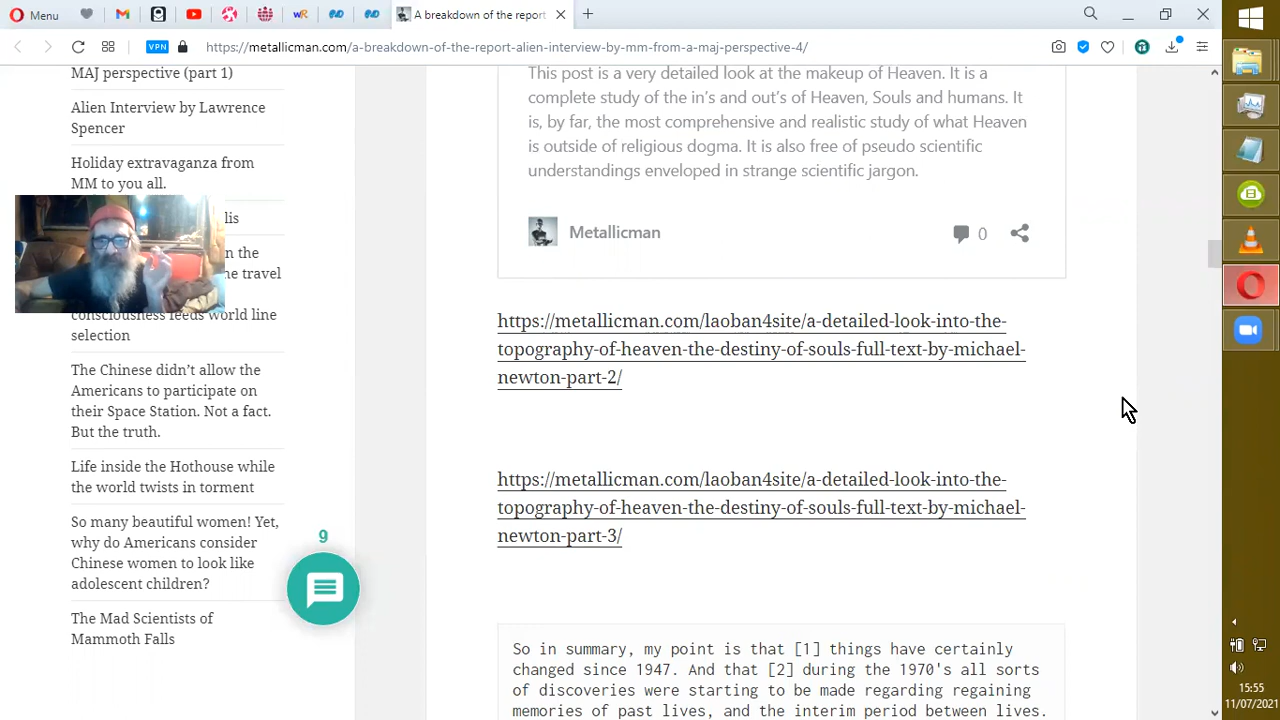 Menu
A breakdown of the report
VPN
https://metallicman.com/a-breakdown-of-the-report-alien-interview-by-mm-from-a-maj-perspective-4/
MAJ perspective (part 1)
Alien Interview by Lawrence
Spencer
Holiday extravaganza from
MM to you all.
lis
n the
he travel
consciousness feeds world line
selection
The Chinese didn’t allow the
Americans to participate on
their Space Station. Not a fact.
But the truth.
Life inside the Hothouse while
the world twists in torment
So many beautiful women! Yet,
why do Americans consider
Chinese women to look like
adolescent children?
The Mad Scientists of
Mammoth Falls
9
This post is a very detailed look at the makeup of Heaven. It is a
complete study of the in’s and out’s of Heaven, Souls and humans. It
is, by far, the most comprehensive and realistic study of what Heaven
is outside of religious dogma. It is also free of pseudo scientific
understandings enveloped in strange scientific jargon.
Metallicman
0
https://metallicman.com/laoban4site/a-detailed-look-into-the-
topography-of-heaven-the-destiny-of-souls-full-text-by-michael-
newton-part-2/
https://metallicman.com/laoban4site/a-detailed-look-into-the-
topography-of-heaven-the-destiny-of-souls-full-text-by-michael-
newton-part-3/
So in summary, my point is that [1] things have certainly
changed since 1947. And that [2] during the 1970's all sorts
of discoveries were starting to be made regarding regaining
memories of past lives, and the interim period between lives.
15:55
11/07/2021